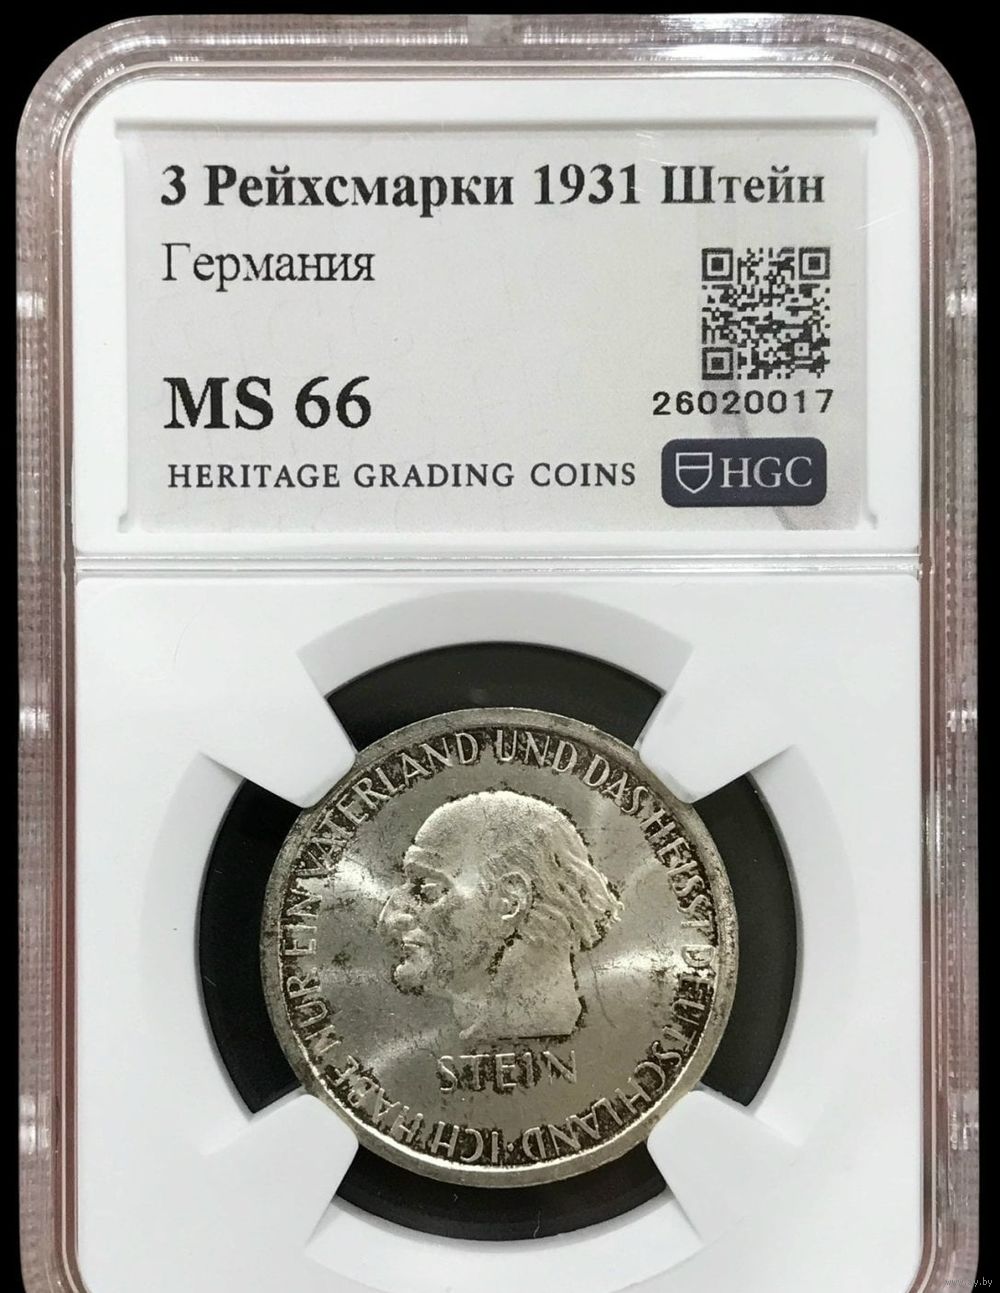 3 Рейхсмарки 1931 Штейн
Германия
MS 66
26020017
HERITAGE GRADING COINS
HGC
ICH HABE NUR EIN VATERLAND UND DAS HEISST DEUTSCHLAND ·
STEIN